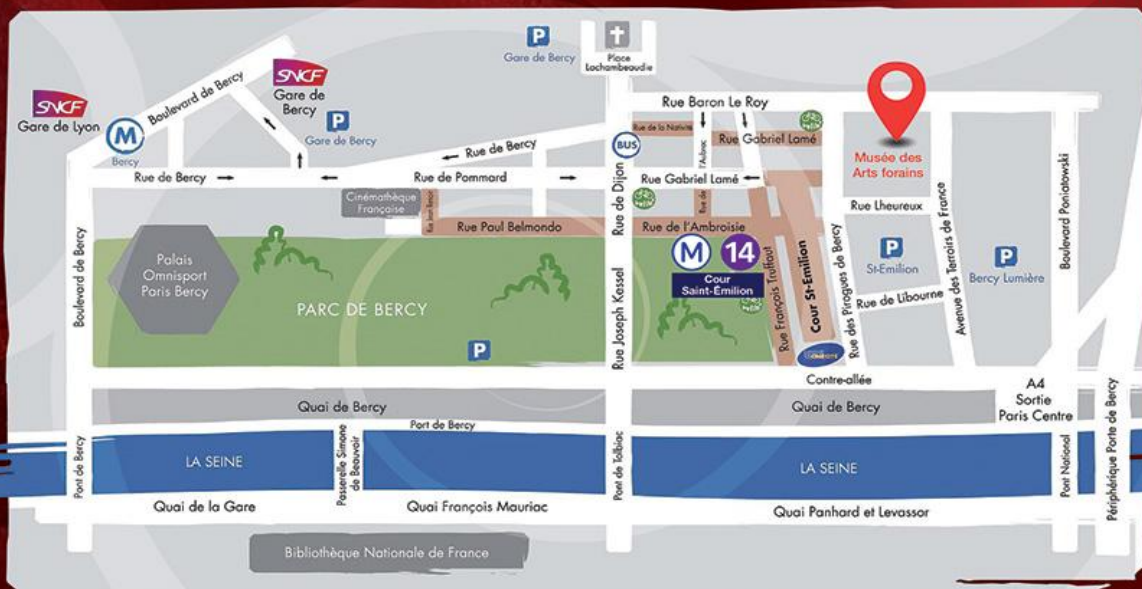 P
Gare de Bercy
Place
Lachambeaudie
SNCF
Gare de Lyon
Boulevard de Bercy
SNCF
Gare de
Bercy
M
Bercy
P
Gare de Bercy
Rue Baron Le Roy
Rue de la Nativité
Rue Gabriel Lamé
Musée des
Arts forains
BUS
Rue de Bercy
Rue de Bercy
Rue de Pommard
Rue de Dijon
Rue Gabriel Lamé
Cinémathèque
Française
Rue Jean Renoir
Rue Paul Belmondo
Rue de l'Ambroisie
Rue Lheureux
Boulevard Poniatowski
Avenue des Terroirs de France
Palais
Omnisport
Paris Bercy
Boulevard de Bercy
PARC DE BERCY
P
Rue Joseph Kessel
M
14
Cour
Saint-Émilion
Rue François Truffaut
Cour St-Emilion
Rue des Pirogues de Bercy
P
St-Emilion
P
Bercy Lumière
Rue de Libourne
Contre-allée
A4
Sortie
Paris Centre
Quai de Bercy
Quai de Bercy
Port de Bercy
Pont de Bercy
LA SEINE
Passerelle Simone
de Beauvoir
Pont de Tolbiac
LA SEINE
Pont National
Périphérique Porte de Bercy
Quai de la Gare
Quai François Mauriac
Quai Panhard et Levassor
Bibliothèque Nationale de France